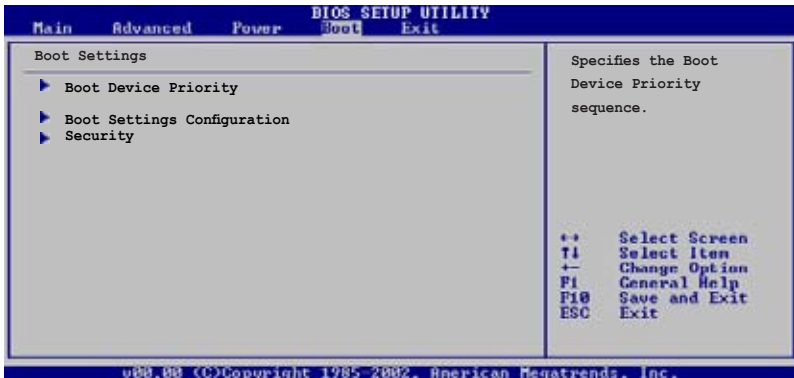 BIOS SETUP UTILITY
Main Advanced Power Boot Exit
Boot Settings
Boot Device Priority
Boot Settings Configuration
Security
Specifies the Boot
Device Priority
sequence.
←→ Select Screen
↑↓ Select Item
+- Change Option
F1 General Help
F10 Save and Exit
ESC Exit
v00.00 (C)Copyright 1985-2002, American Megatrends, Inc.